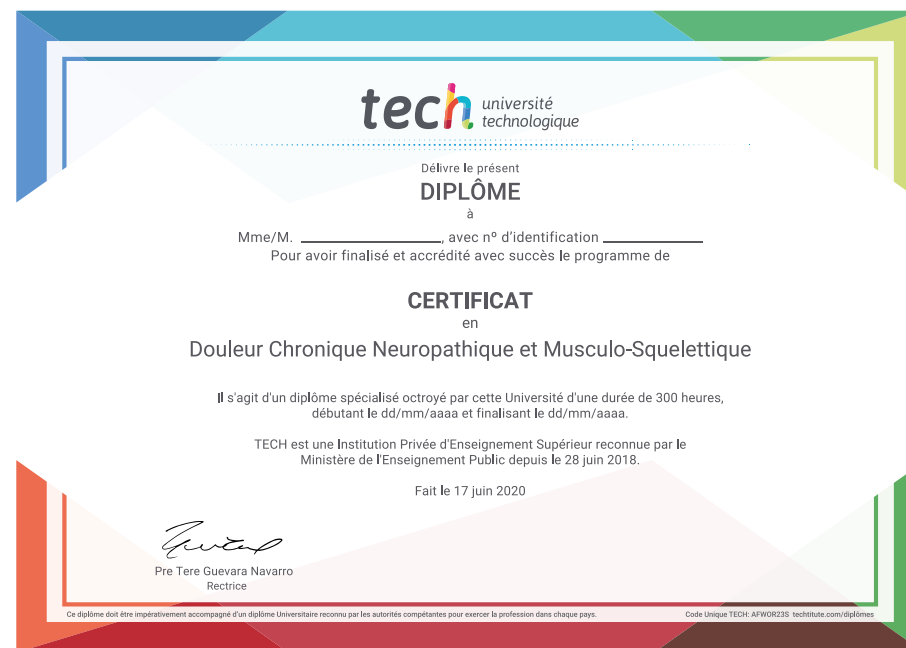 tech université
technologique
Délivre le présent
DIPLÔME
à
Mme/M. ____________________, avec nº d'identification ______________
Pour avoir finalisé et accrédité avec succès le programme de
CERTIFICAT
en
Douleur Chronique Neuropathique et Musculo-Squelettique
Il s'agit d'un diplôme spécialisé octroyé par cette Université d'une durée de 300 heures,
débutant le dd/mm/aaaa et finalisant le dd/mm/aaaa.
TECH est une Institution Privée d'Enseignement Supérieur reconnue par le
Ministère de l'Enseignement Public depuis le 28 juin 2018.
Fait le 17 juin 2020
Pre Tere Guevara Navarro
Rectrice
Ce diplôme doit être impérativement accompagné d'un diplôme Universitaire reconnu par les autorités compétantes pour exercer la profession dans chaque pays.
Code Unique TECH: AFWOR23S techtitute.com/diplômes